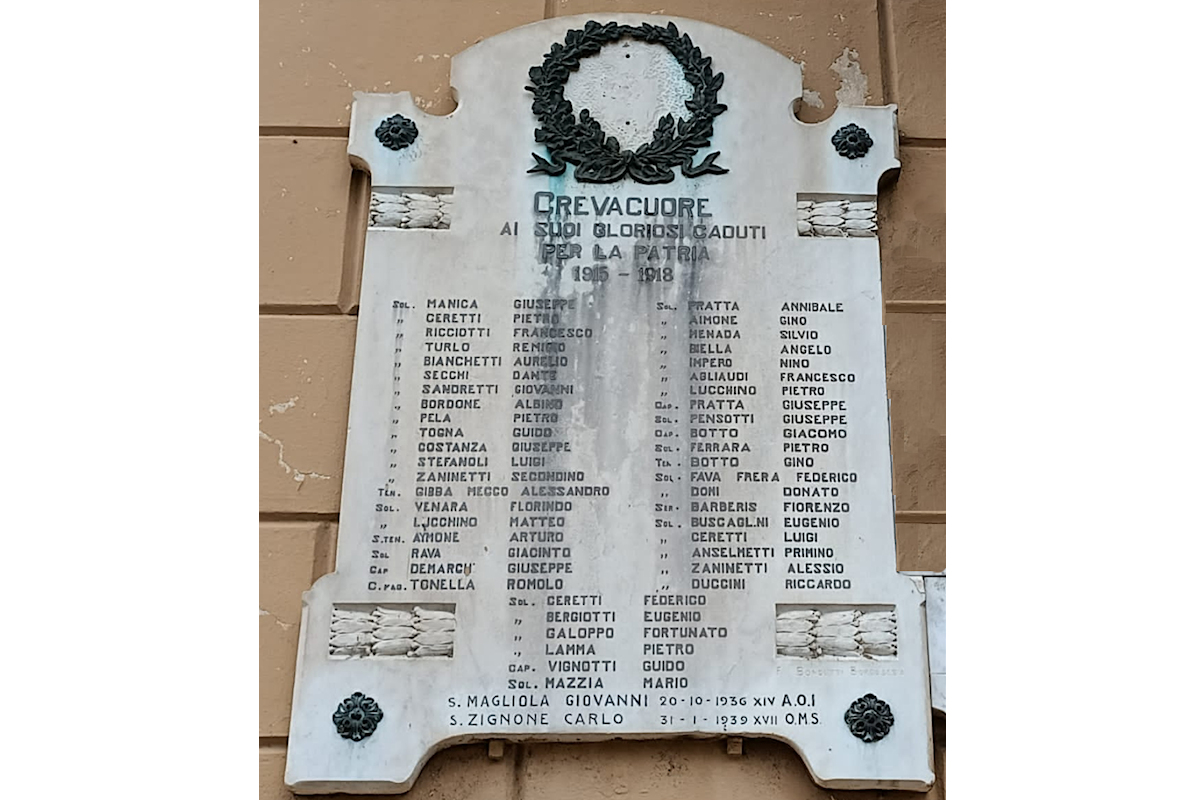 CREVACUORE
AI SUOI GLORIOSI CADUTI
PER LA PATRIA
1915 - 1918
SOL. MANICA GIUSEPPE
„ CERETTI PIETRO
„ RICCIOTTI FRANCESCO
„ TURLO REMIGIO
„ BIANCHETTI AURELIO
„ SECCHI DANTE
„ SANDRETTI GIOVANNI
„ BORDONE ALBINO
„ PELA PIETRO
„ TOGNA GUIDO
„ COSTANZA GIUSEPPE
„ STEFANOLI LUIGI
„ ZANINETTI SECONDINO
TEN. GIBBA MECCO ALESSANDRO
SOL. VENARA FLORINDO
„ LUCCHINO MATTEO
S.TEN. AYMONE ARTURO
SOL RAVA GIACINTO
CAP DEMARCHI GIUSEPPE
C.MAG. TONELLA ROMOLO
SOL. PRATTA ANNIBALE
„ AIMONE GINO
„ MENADA SILVIO
„ BIELLA ANGELO
„ IMPERO NINO
„ AGLIAUDI FRANCESCO
„ LUCCHINO PIETRO
CAP. PRATTA GIUSEPPE
SOL. PENSOTTI GIUSEPPE
CAP. BOTTO GIACOMO
SOL. FERRARA PIETRO
TEN. BOTTO GINO
SOL. FAVA FRERA FEDERICO
„ DONI DONATO
SER. BARBERIS FIORENZO
SOL. BUSCAGLINI EUGENIO
„ CERETTI LUIGI
„ ANSELMETTI PRIMINO
„ ZANINETTI ALESSIO
„ DUCCINI RICCARDO
SOL. CERETTI FEDERICO
„ BERGIOTTI EUGENIO
„ GALOPPO FORTUNATO
„ LAMMA PIETRO
CAP. VIGNOTTI GUIDO
SOL. MAZZIA MARIO
S. MAGLIOLA GIOVANNI 20-10-1936 XIV A.O.I
S. ZIGNONE CARLO 31-1-1939 XVII O.M.S.